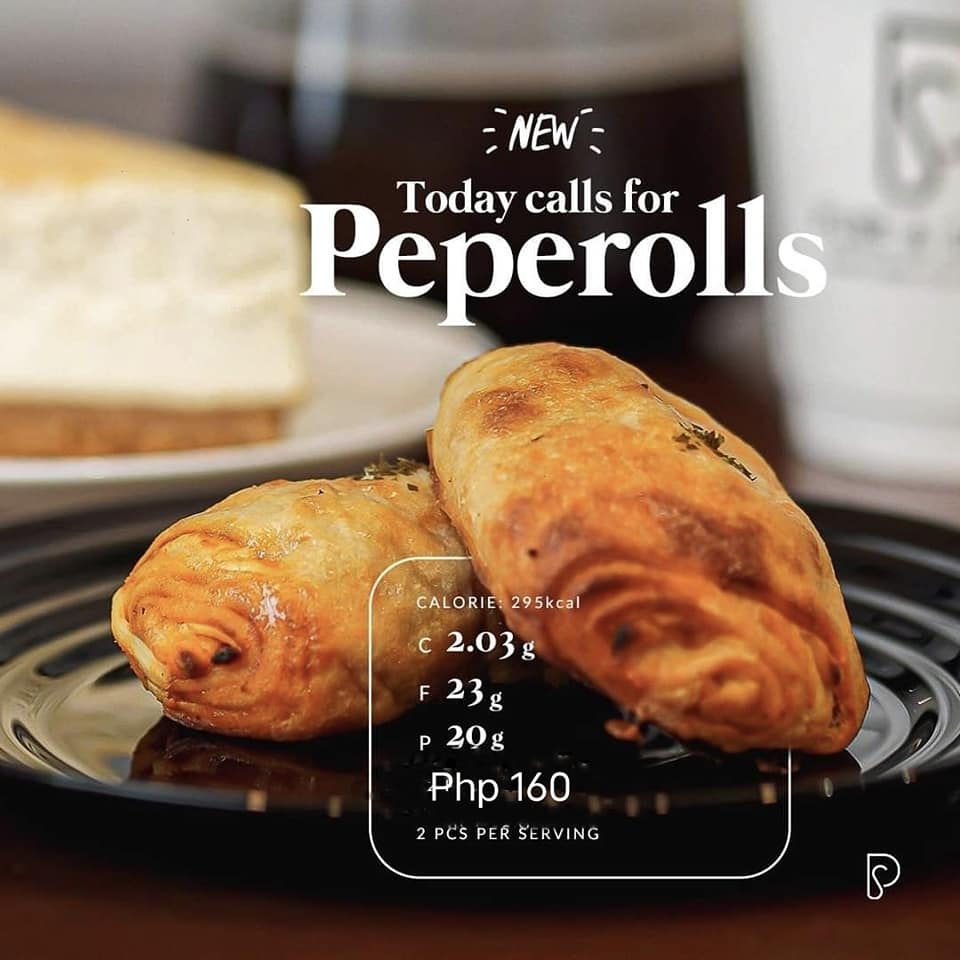 NEW
Today calls for
Peperolls
CALORIE: 295kcal
C 2.03 g
F 23 g
P 20 g
Php 160
2 PCS PER SERVING